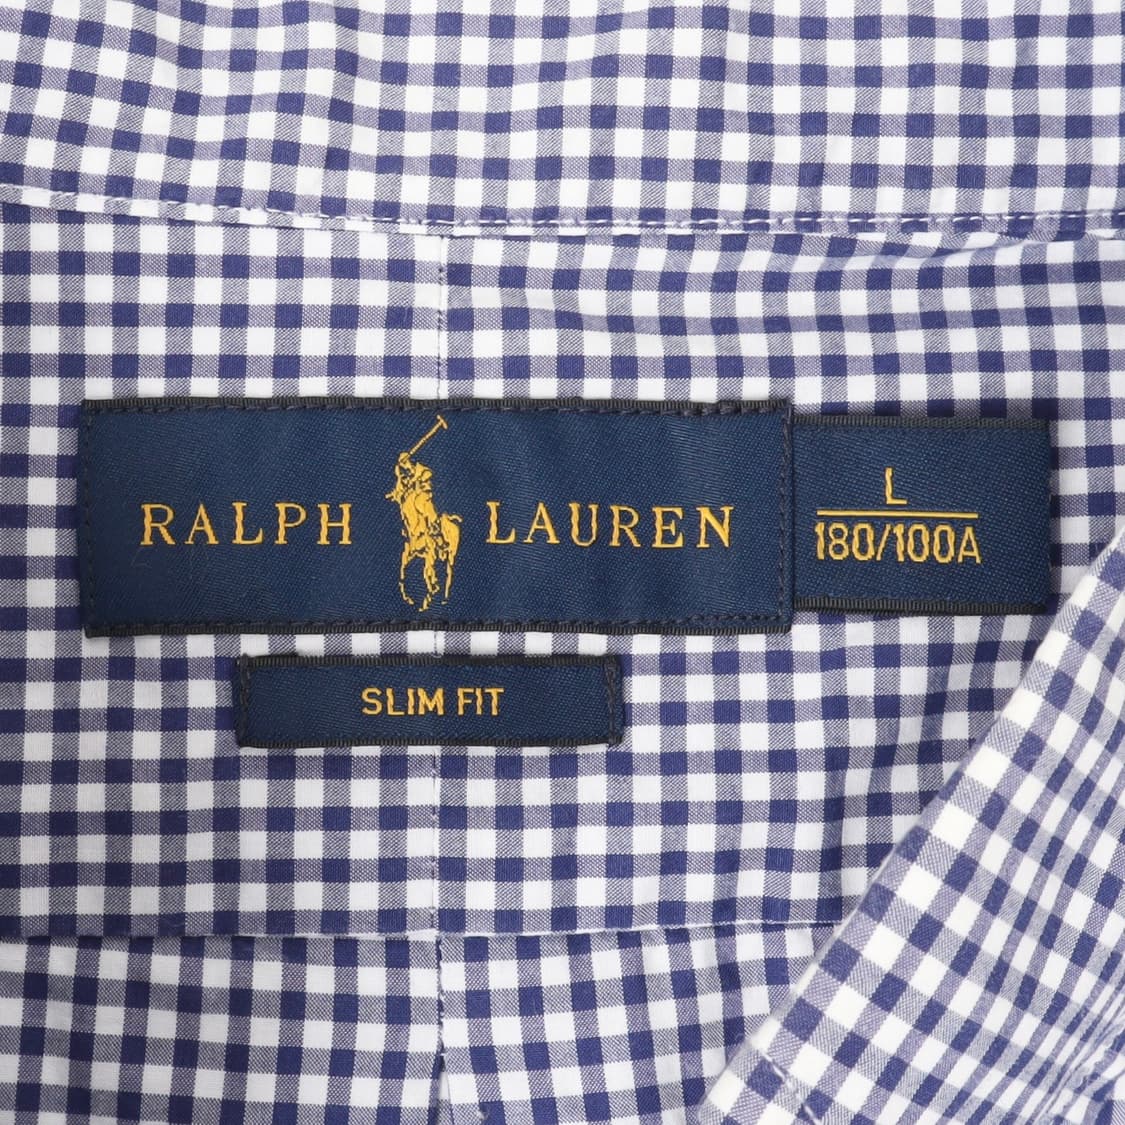 RALPH LAUREN
L
180/100A
SLIM FIT